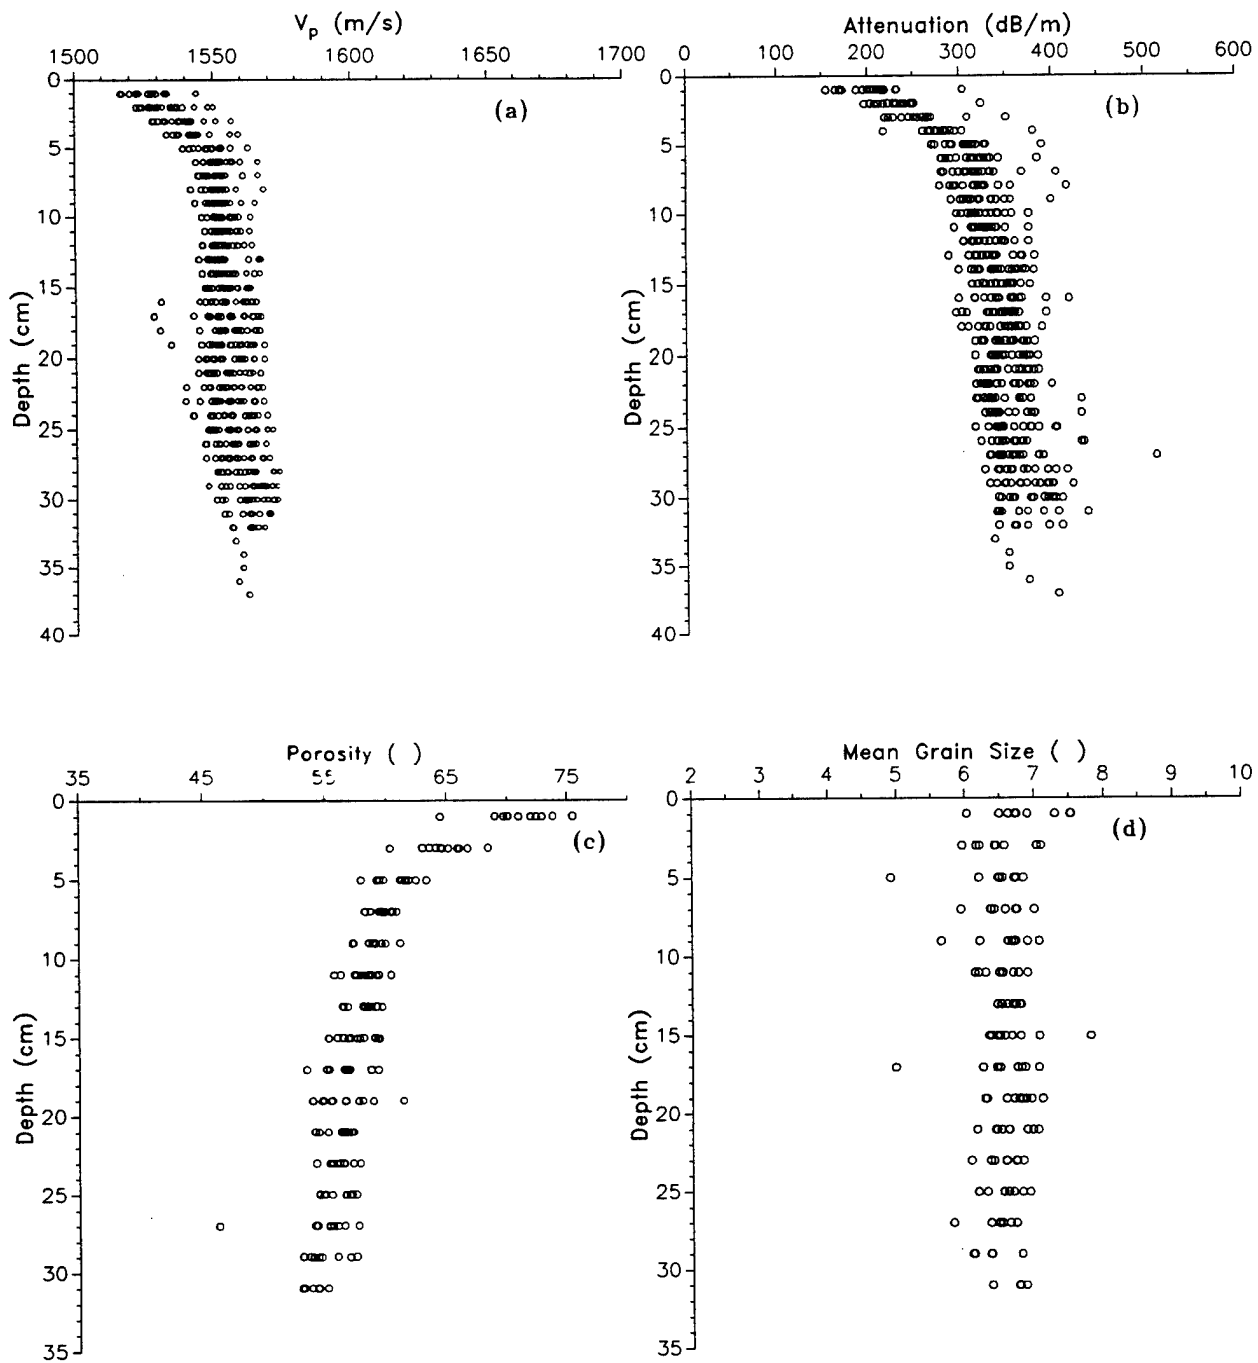 V_p (m/s)
1500 1550 1600 1650 1700
0
5
10
15
20
25
30
35
40
Depth (cm)
(a)
Attenuation (dB/m)
0 100 200 300 400 500 600
0
5
10
15
20
25
30
35
40
Depth (cm)
(b)
Porosity ( )
35 45 55 65 75
0
5
10
15
20
25
30
35
Depth (cm)
(c)
Mean Grain Size ( )
2 3 4 5 6 7 8 9 10
0
5
10
15
20
25
30
35
Depth (cm)
(d)